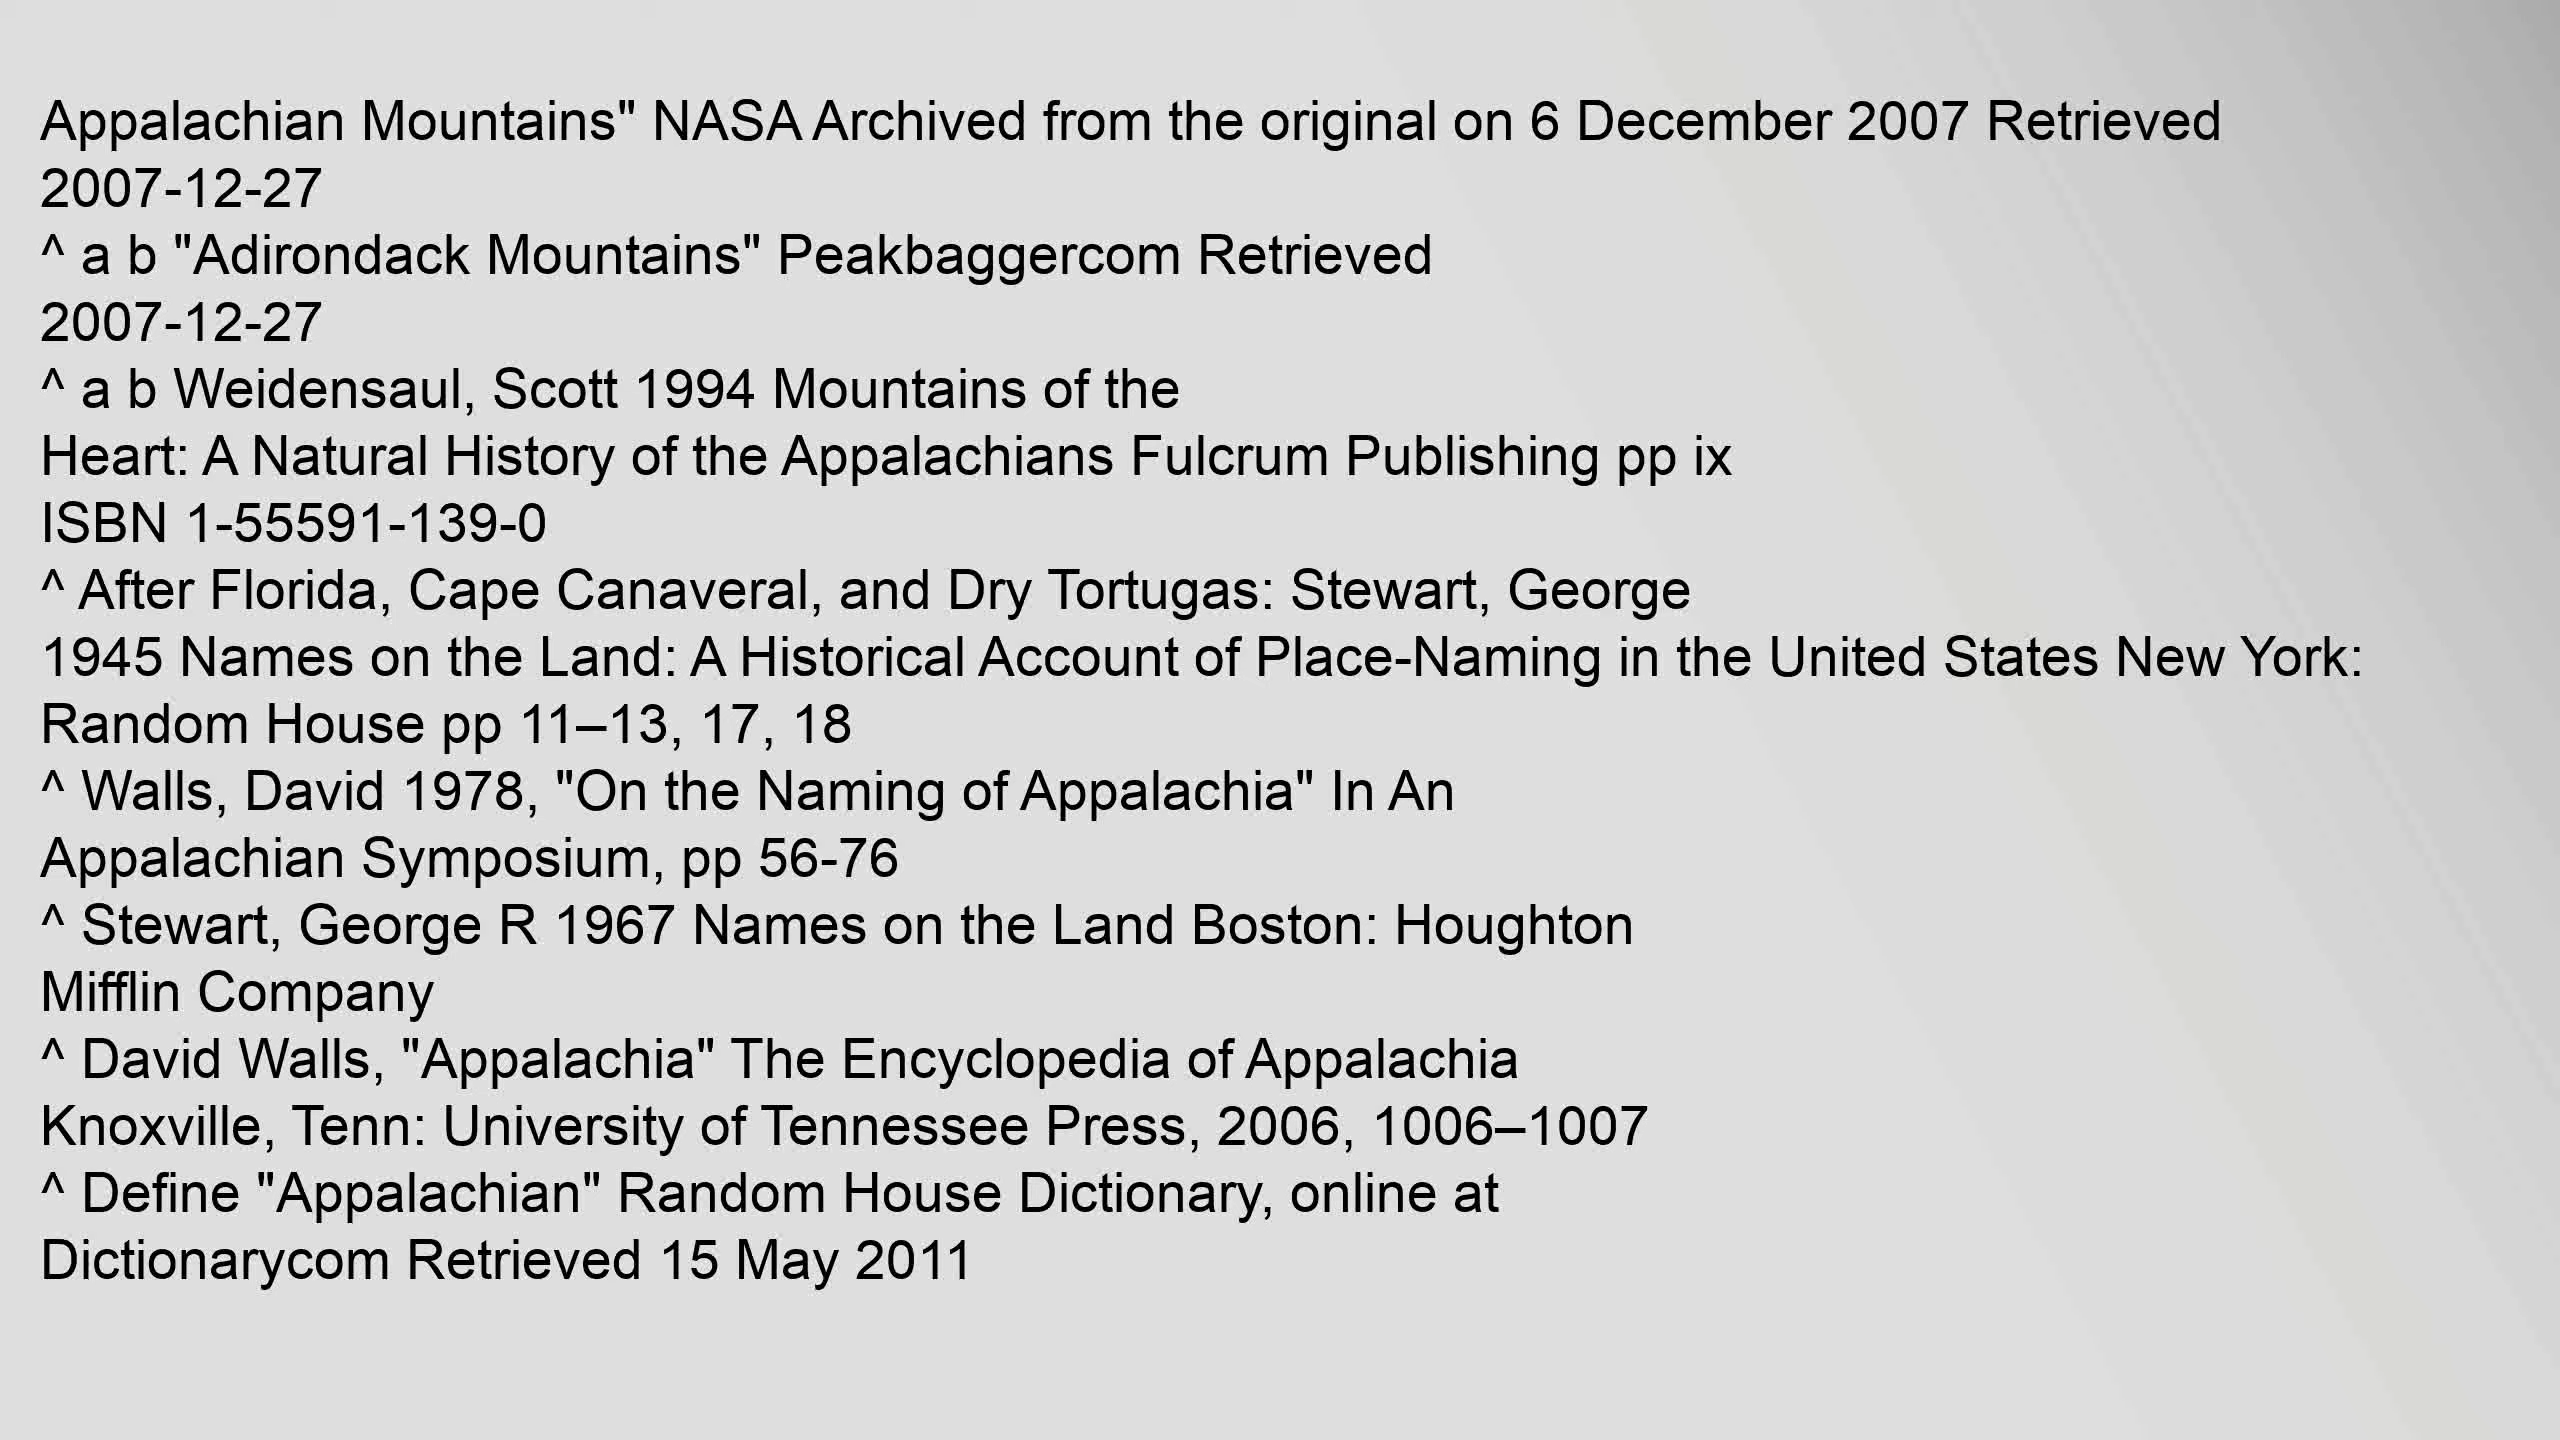 Appalachian Mountains" NASA Archived from the original on 6 December 2007 Retrieved
2007-12-27
^ a b "Adirondack Mountains" Peakbaggercom Retrieved
2007-12-27
^ a b Weidensaul, Scott 1994 Mountains of the
Heart: A Natural History of the Appalachians Fulcrum Publishing pp ix
ISBN 1-55591-139-0
^ After Florida, Cape Canaveral, and Dry Tortugas: Stewart, George
1945 Names on the Land: A Historical Account of Place-Naming in the United States New York:
Random House pp 11–13, 17, 18
^ Walls, David 1978, "On the Naming of Appalachia" In An
Appalachian Symposium, pp 56-76
^ Stewart, George R 1967 Names on the Land Boston: Houghton
Mifflin Company
^ David Walls, "Appalachia" The Encyclopedia of Appalachia
Knoxville, Tenn: University of Tennessee Press, 2006, 1006–1007
^ Define "Appalachian" Random House Dictionary, online at
Dictionarycom Retrieved 15 May 2011